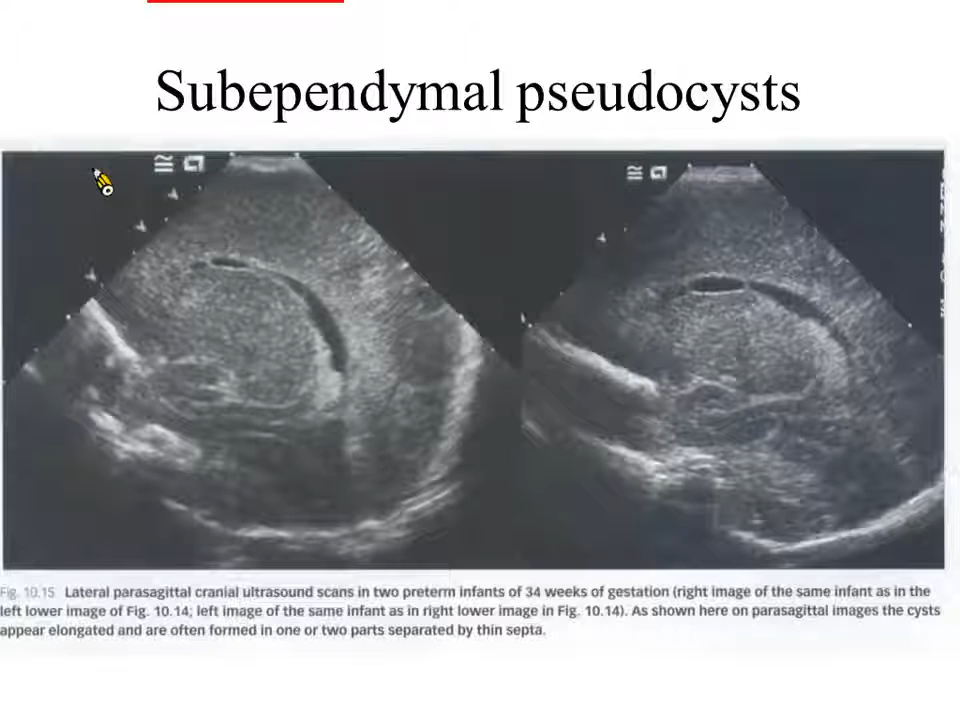 Subependymal pseudocysts
Fig. 10.15 Lateral parasagittal cranial ultrasound scans in two preterm infants of 34 weeks of gestation (right image of the same infant as in the
left lower image of Fig. 10.14; left image of the same infant as in right lower image in Fig. 10.14). As shown here on parasagittal images the cysts
appear elongated and are often formed in one or two parts separated by thin septa.